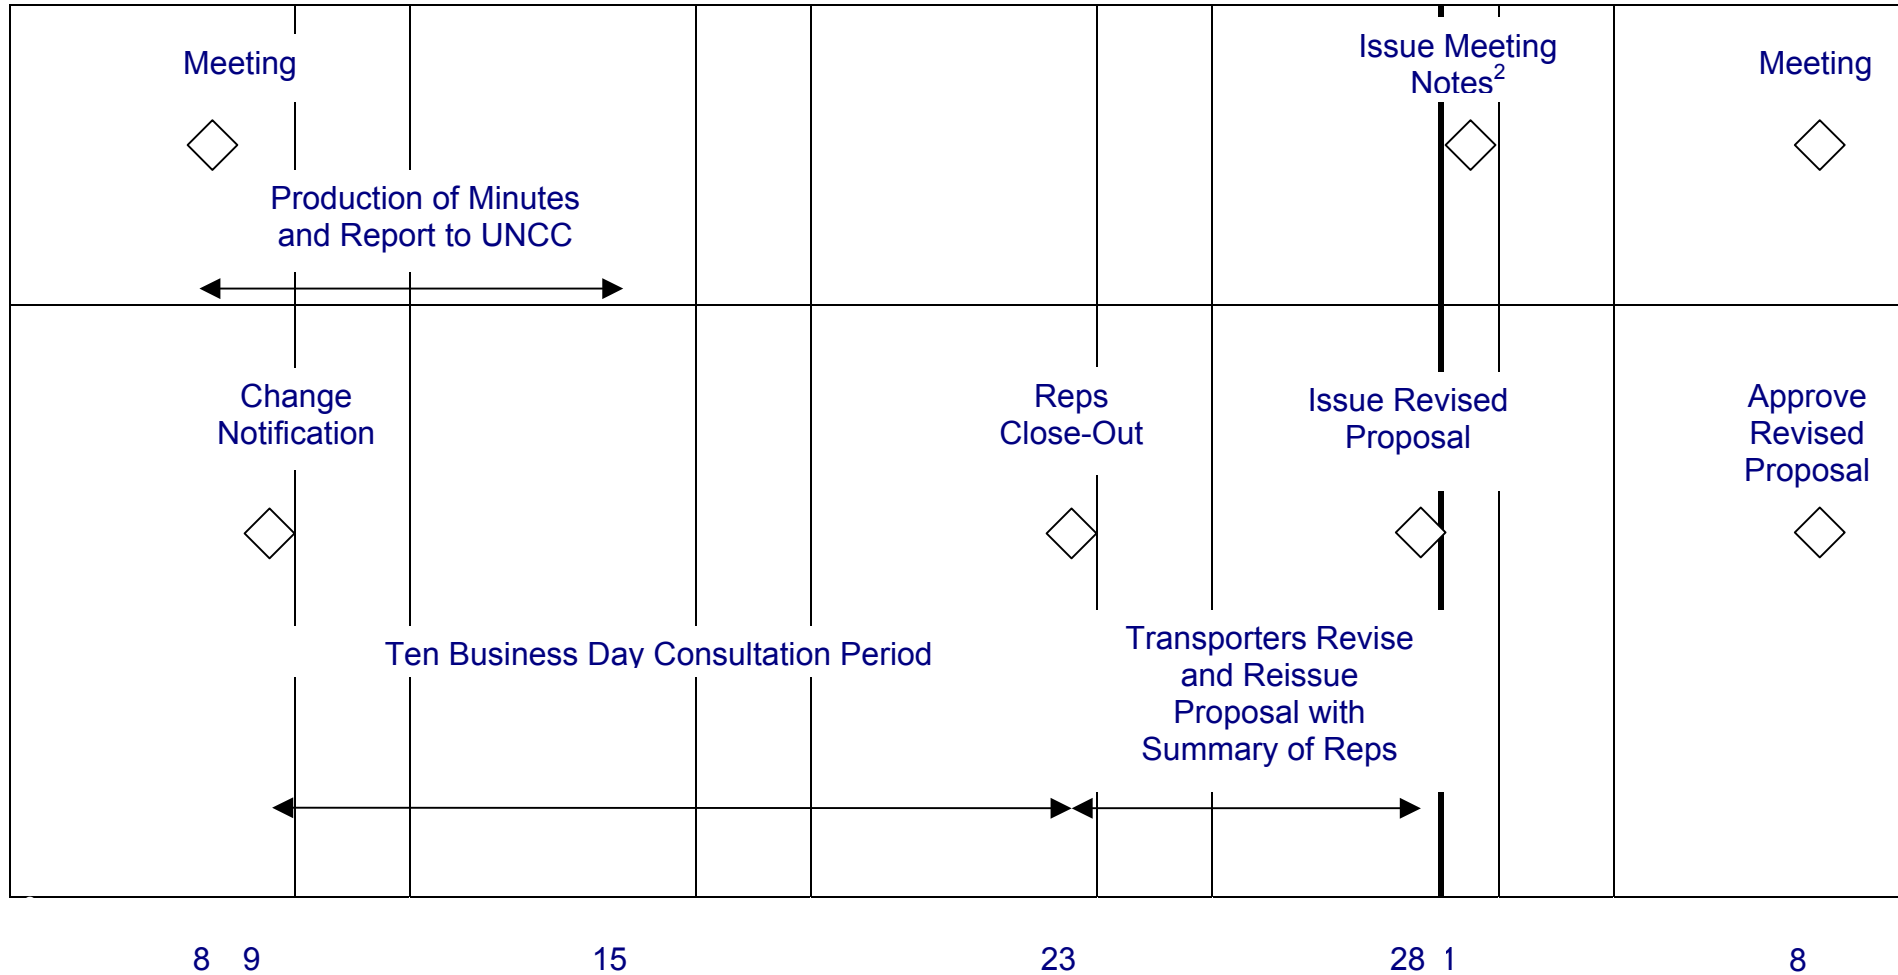 Meeting
Issue Meeting
Notes²
Meeting
Production of Minutes
and Report to UNCC
Change
Notification
Reps
Close-Out
Issue Revised
Proposal
Approve
Revised
Proposal
Ten Business Day Consultation Period
Transporters Revise
and Reissue
Proposal with
Summary of Reps
8 9 15 23 28 1 8